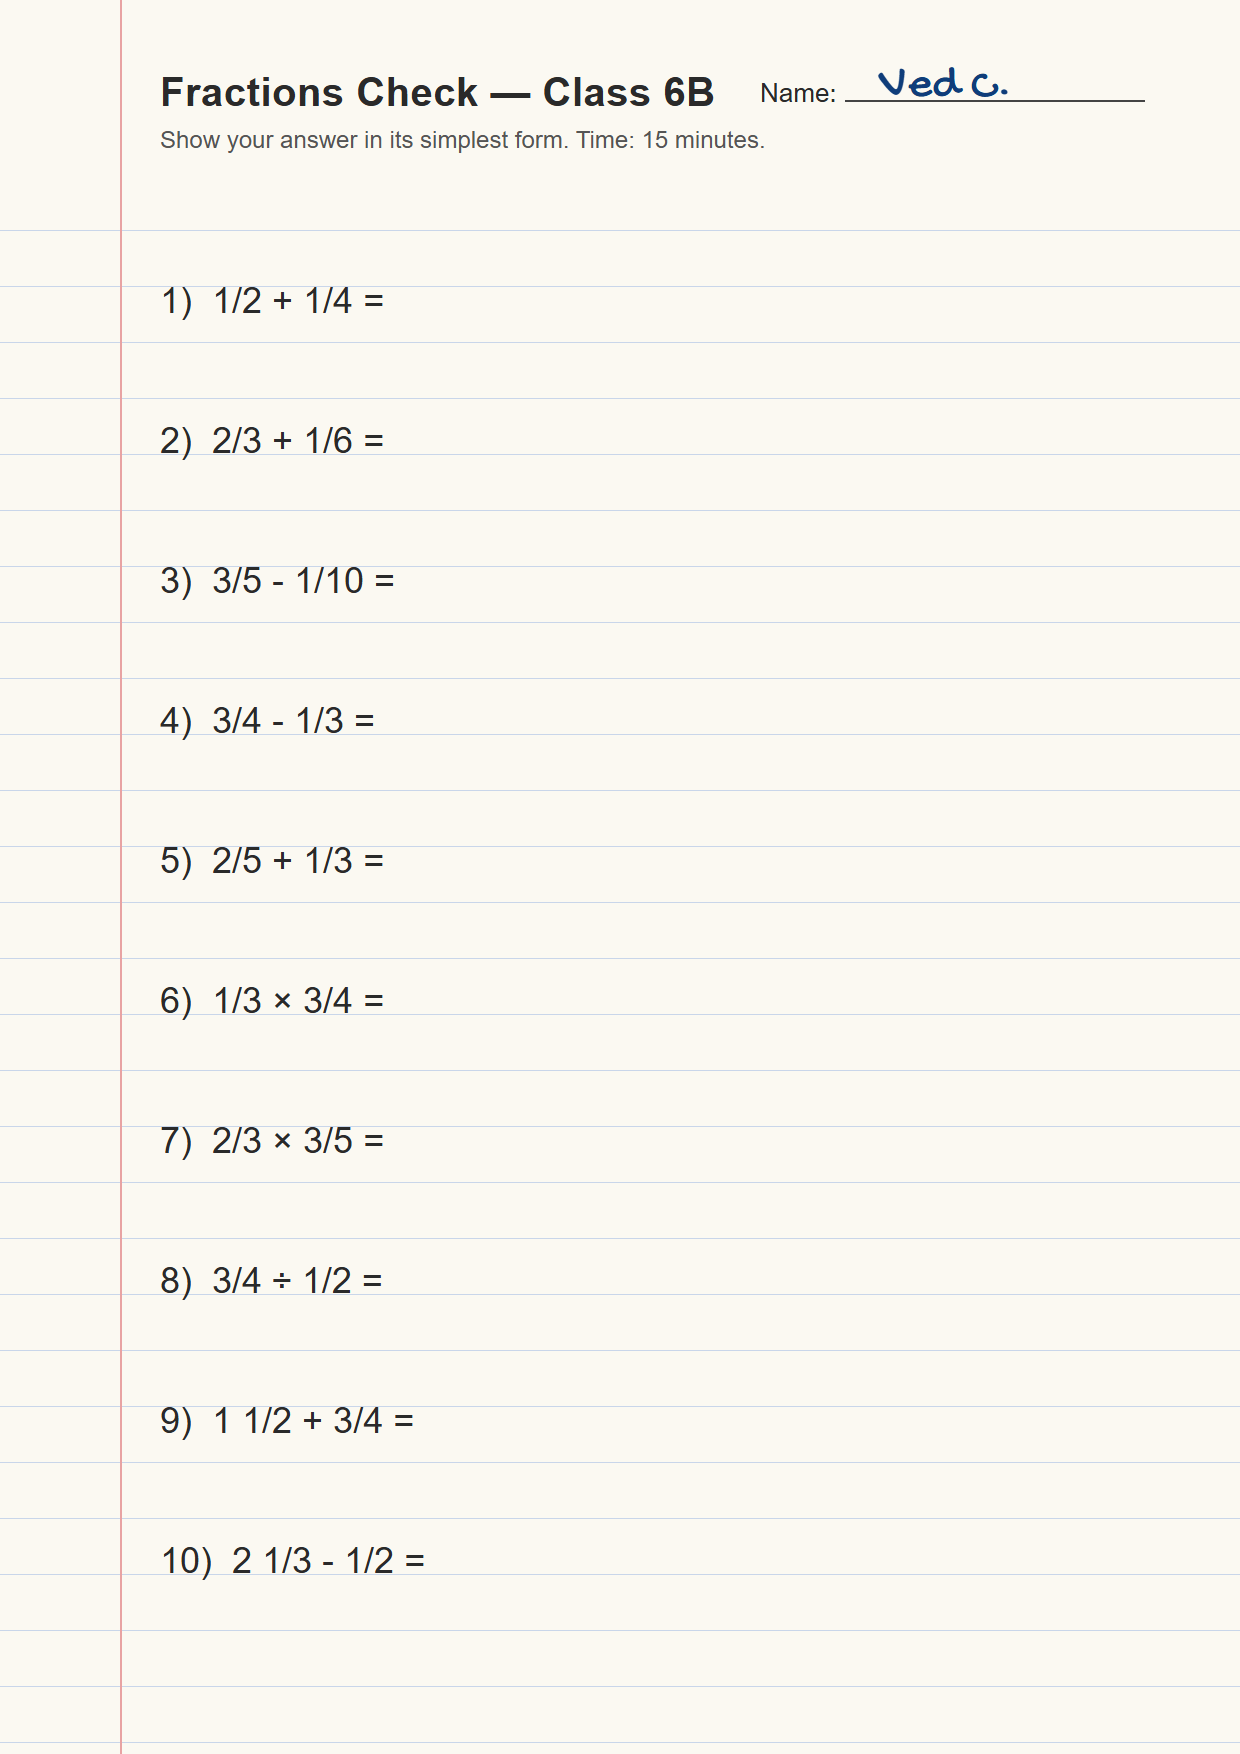 Fractions Check — Class 6B Name: Ved C.
Show your answer in its simplest form. Time: 15 minutes.
1) 1/2 + 1/4 =
2) 2/3 + 1/6 =
3) 3/5 - 1/10 =
4) 3/4 - 1/3 =
5) 2/5 + 1/3 =
6) 1/3 × 3/4 =
7) 2/3 × 3/5 =
8) 3/4 ÷ 1/2 =
9) 1 1/2 + 3/4 =
10) 2 1/3 - 1/2 =